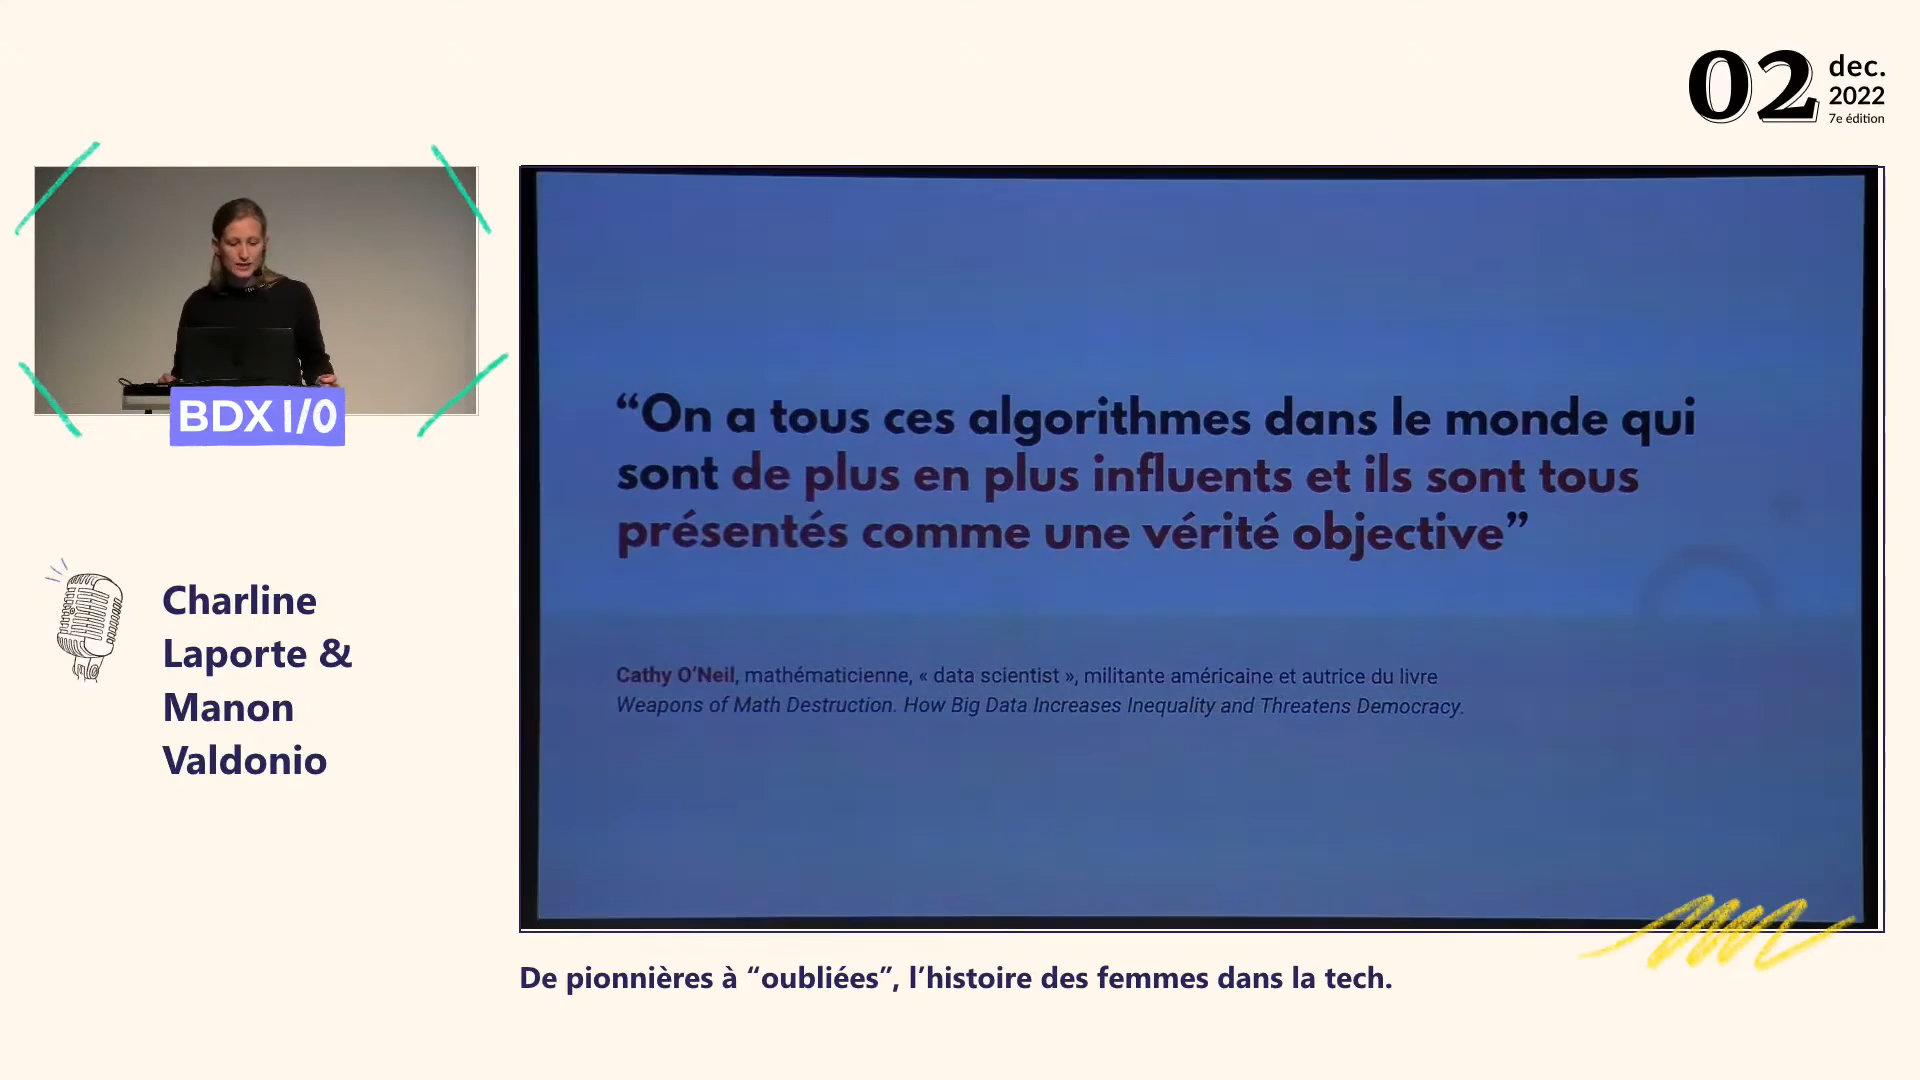 02 dec.
2022
7e édition
BDX I/O
“On a tous ces algorithmes dans le monde qui
sont de plus en plus influents et ils sont tous
présentés comme une vérité objective”
Cathy O’Neil, mathématicienne, « data scientist », militante américaine et autrice du livre
Weapons of Math Destruction. How Big Data Increases Inequality and Threatens Democracy.
Charline
Laporte &
Manon
Valdonio
De pionnières à “oubliées”, l’histoire des femmes dans la tech.